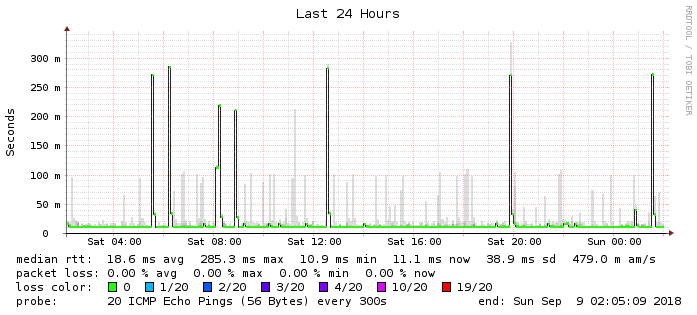 Last 24 Hours
RRDTOOL / TOBI OETIKER
Seconds
300 m
250 m
200 m
150 m
100 m
50 m
0
Sat 04:00 Sat 08:00 Sat 12:00 Sat 16:00 Sat 20:00 Sun 00:00
median rtt: 18.6 ms avg 285.3 ms max 10.9 ms min 11.1 ms now 38.9 ms sd 479.0 m am/s
packet loss: 0.00 % avg 0.00 % max 0.00 % min 0.00 % now
loss color: 0 1/20 2/20 3/20 4/20 10/20 19/20
probe: 20 ICMP Echo Pings (56 Bytes) every 300s end: Sun Sep 9 02:05:09 2018